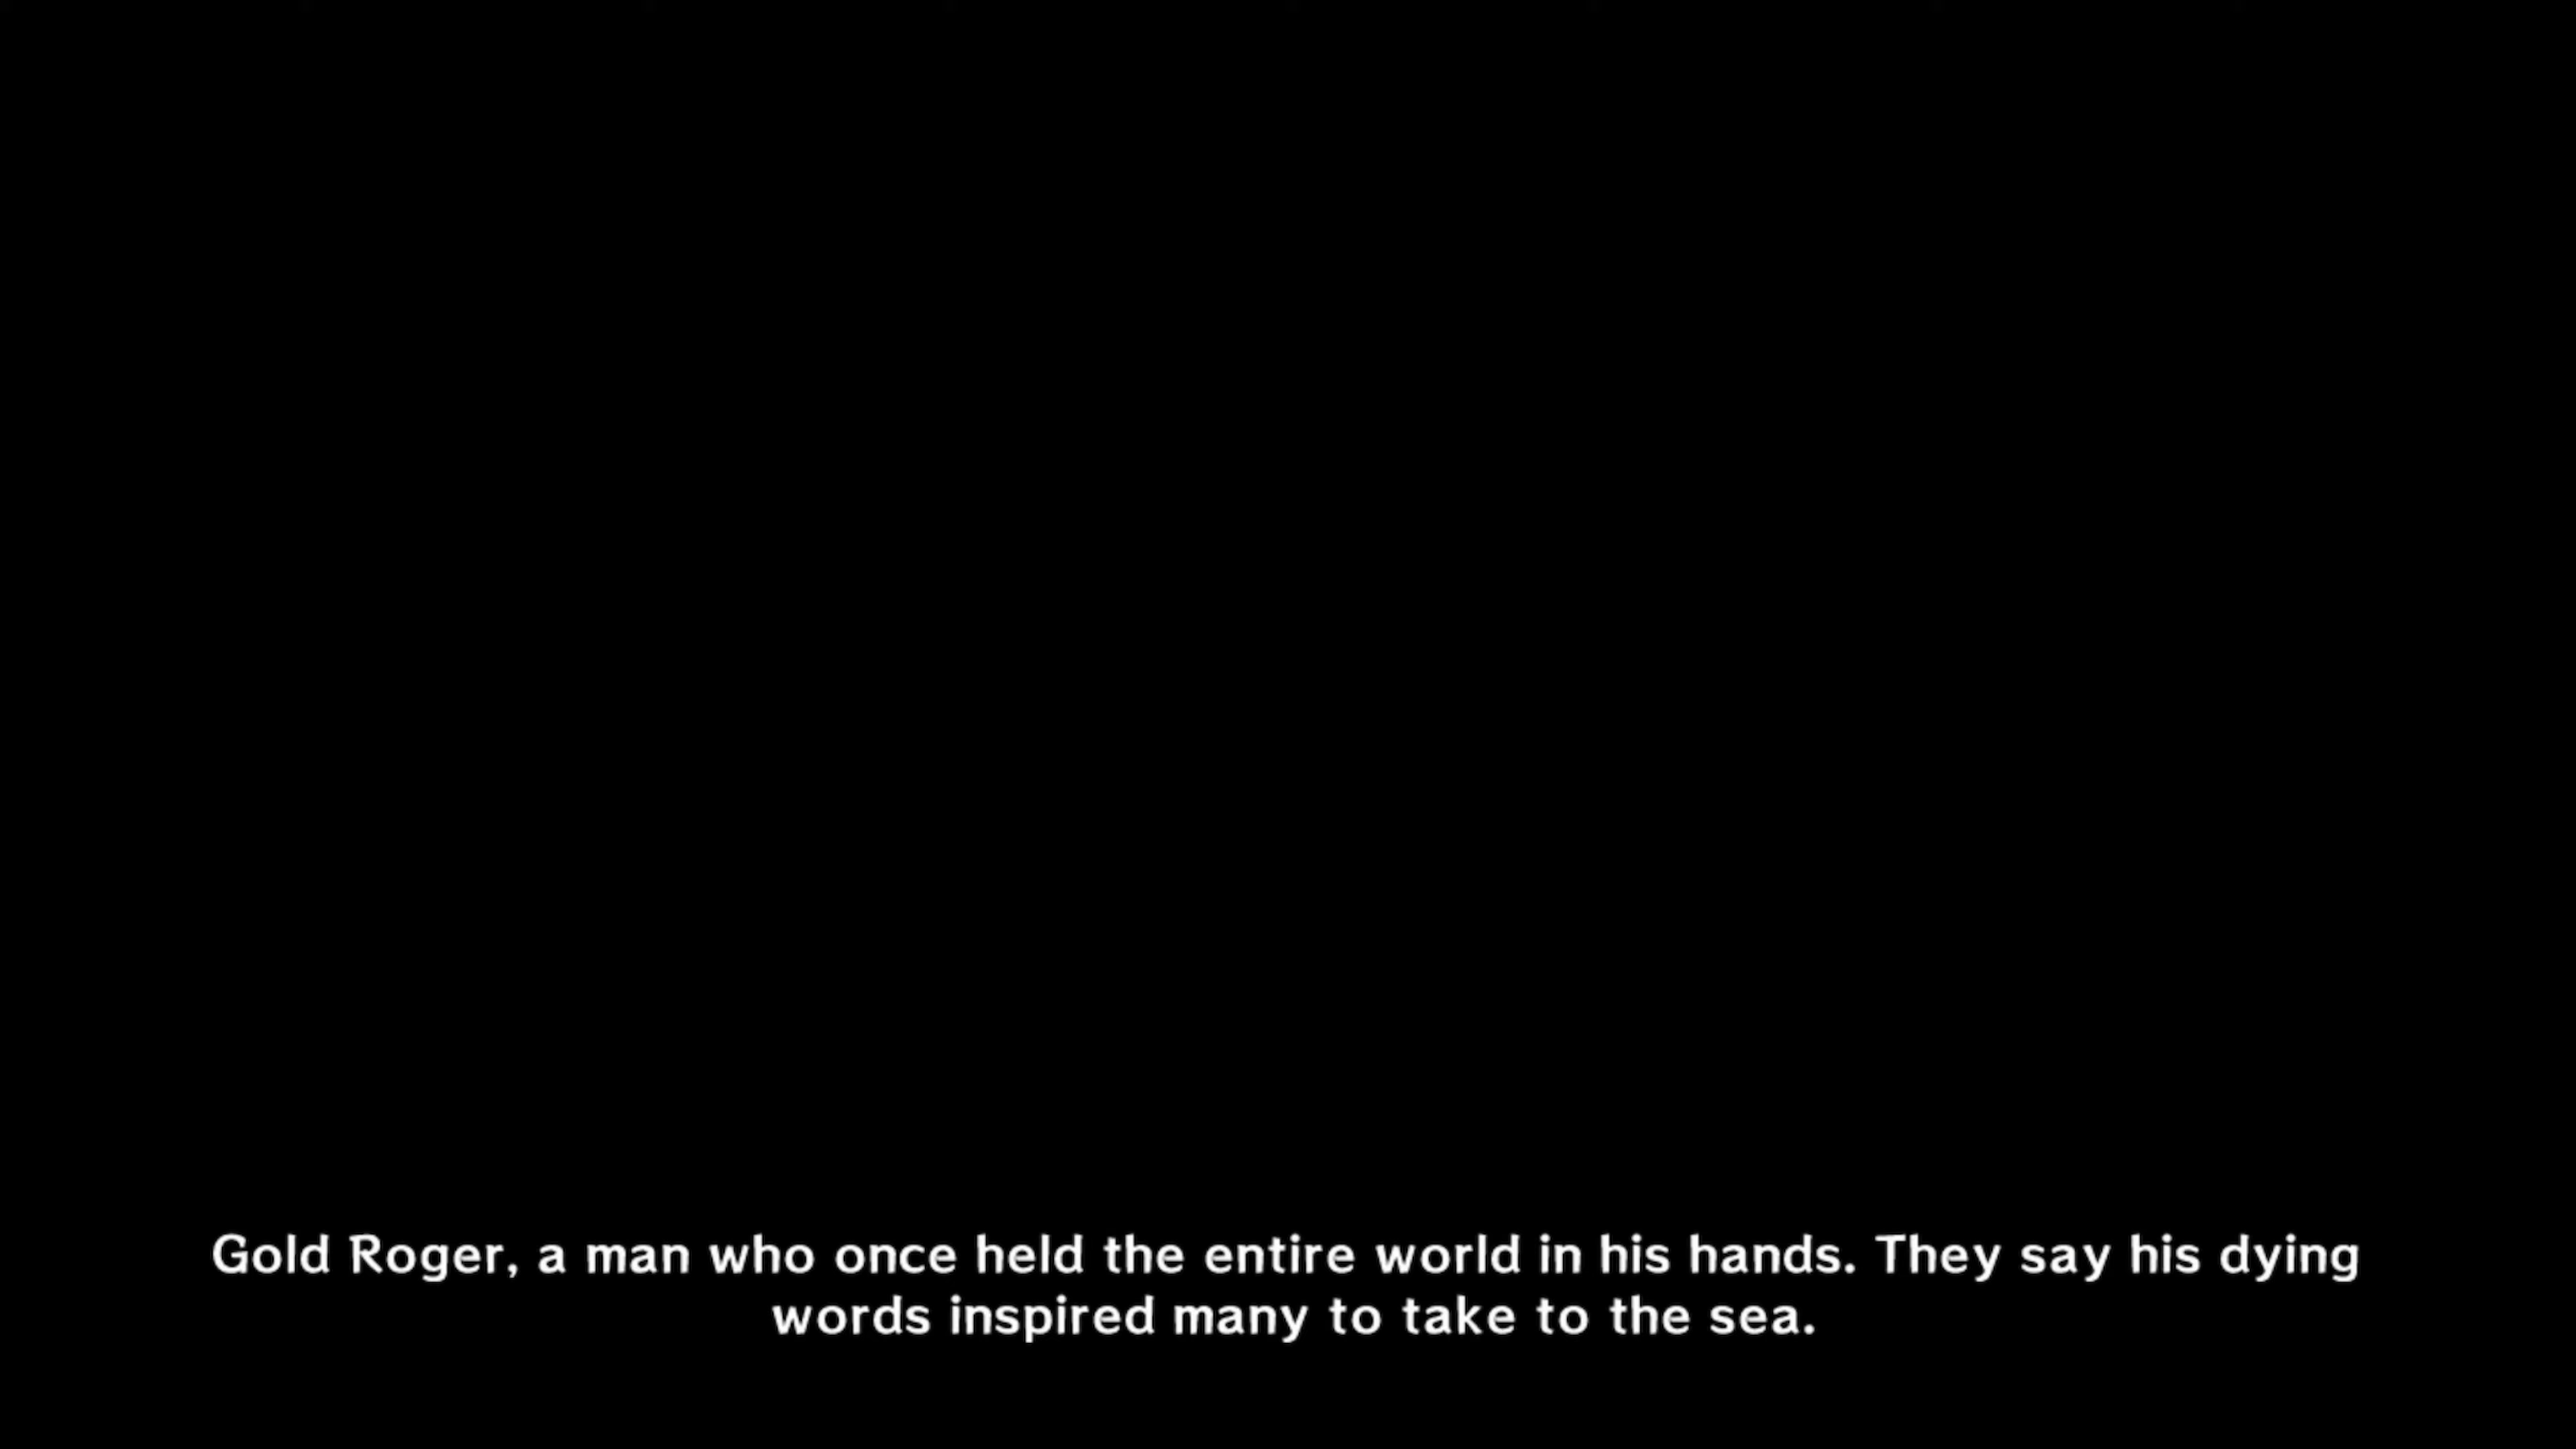 Gold Roger, a man who once held the entire world in his hands. They say his dying
words inspired many to take to the sea.